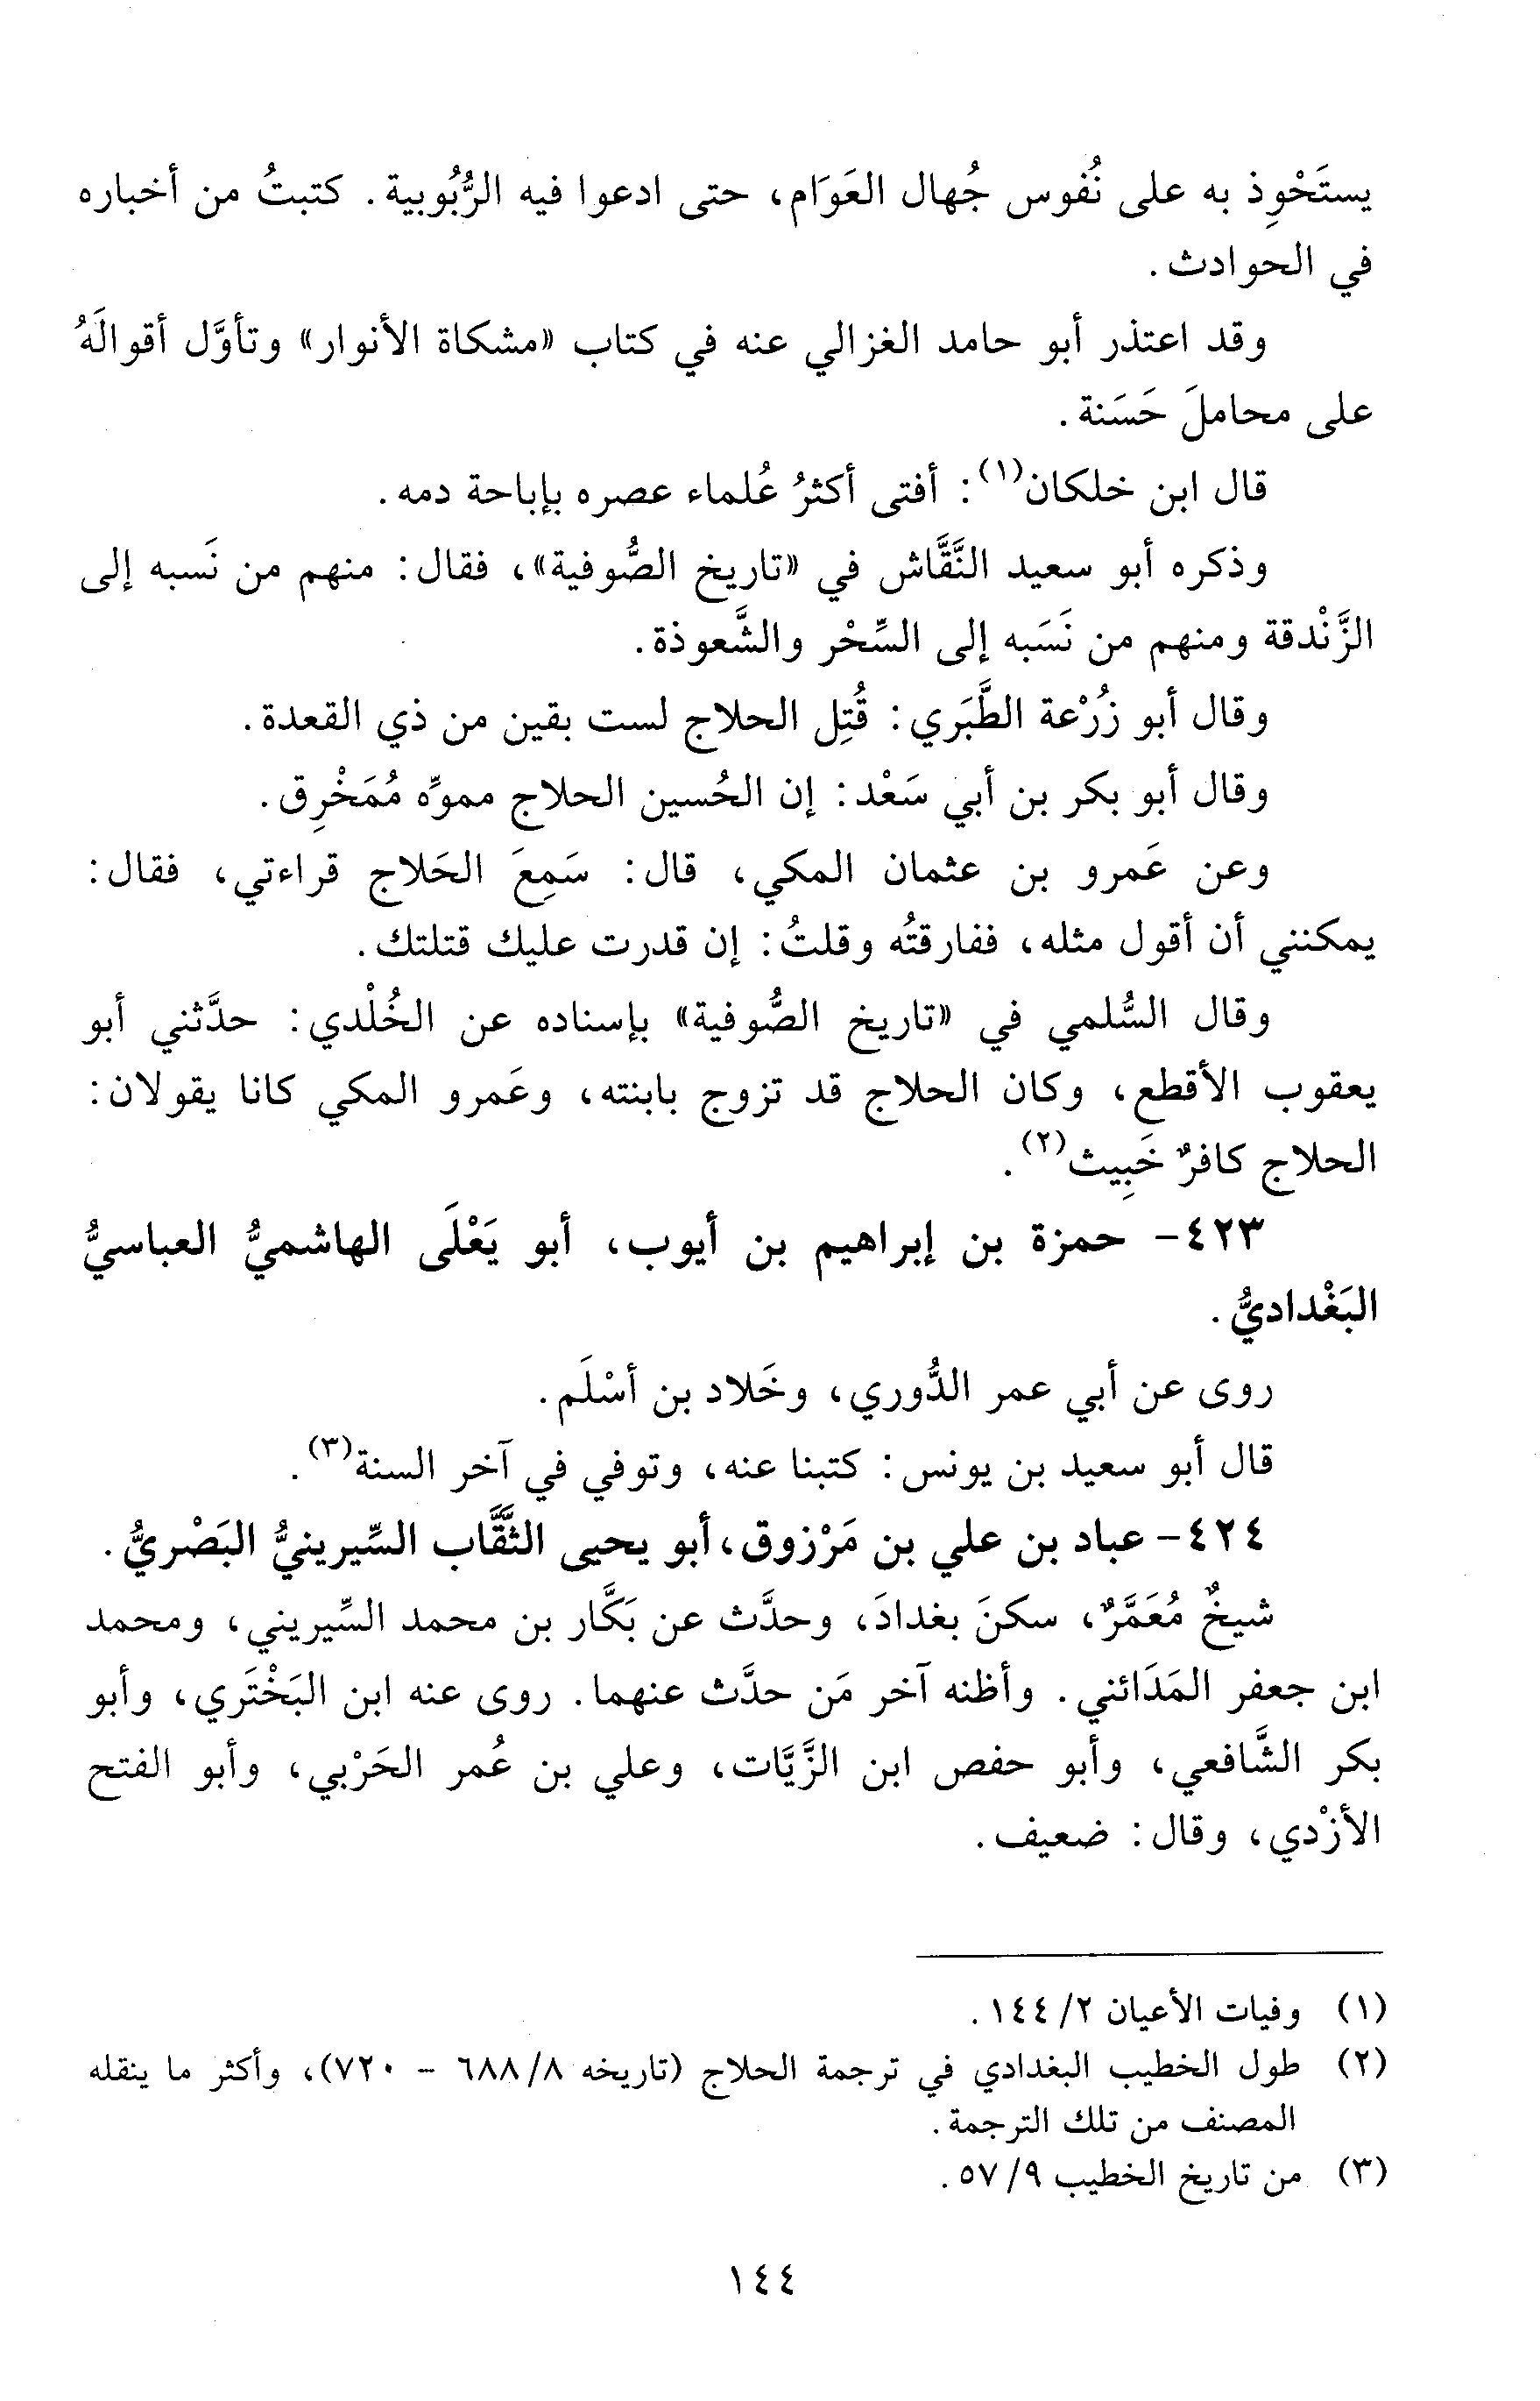 يستَحْوِذ به على نُفوس جُهال العَوَام، حتى ادعوا فيه الرُّبُوبية. كتبتُ من أخباره
في الحوادث.
وقد اعتذر أبو حامد الغزالي عنه في كتاب «مشكاة الأنوار» وتأوَّل أقوالَهُ
على محاملَ حَسَنة.
قال ابن خلكان(١): أفتى أكثرُ عُلماء عصره بإباحة دمه.
وذكره أبو سعيد النَّقَّاش في «تاريخ الصُّوفية»، فقال: منهم من نَسبه إلى
الزَّنْدقة ومنهم من نَسَبه إلى السِّحْر والشَّعوذة.
وقال أبو زُرْعة الطَّبَري: قُتِل الحلاج لست بقين من ذي القعدة.
وقال أبو بكر بن أبي سَعْد: إن الحُسين الحلاج مموِّه مُمَخْرِق.
وعن عَمرو بن عثمان المكي، قال: سَمِعَ الحَلاج قراءتي، فقال:
يمكنني أن أقول مثله، ففارقتُه وقلتُ: إن قدرت عليك قتلتك.
وقال السُّلمي في «تاريخ الصُّوفية» بإسناده عن الخُلْدي: حدَّثني أبو
يعقوب الأقطع، وكان الحلاج قد تزوج بابنته، وعَمرو المكي كانا يقولان:
الحلاج كافرٌ خَبِيث(٢).
٤٢٣- حمزة بن إبراهيم بن أيوب، أبو يَعْلَى الهاشميُّ العباسيُّ
البَغْداديُّ.
روى عن أبي عمر الدُّوري، وخَلاد بن أسْلَم.
قال أبو سعيد بن يونس: كتبنا عنه، وتوفي في آخر السنة(٣).
٤٢٤- عباد بن علي بن مَرْزوق، أبو يحيى الثَّقَّاب السِّيرينيُّ البَصْريُّ.
شيخٌ مُعَمَّرٌ، سكنَ بغدادَ، وحدَّث عن بَكَّار بن محمد السِّيريني، ومحمد
ابن جعفر المَدَائني. وأظنه آخر مَن حدَّث عنهما. روى عنه ابن البَخْتَري، وأبو
بكر الشَّافعي، وأبو حفص ابن الزَّيَّات، وعلي بن عُمر الحَرْبي، وأبو الفتح
الأزْدي، وقال: ضعيف.
(١) وفيات الأعيان ٢/ ١٤٤.
(٢) طول الخطيب البغدادي في ترجمة الحلاج (تاريخه ٨/ ٦٨٨ - ٧٢٠)، وأكثر ما ينقله
المصنف من تلك الترجمة.
(٣) من تاريخ الخطيب ٩/ ٥٧.
١٤٤